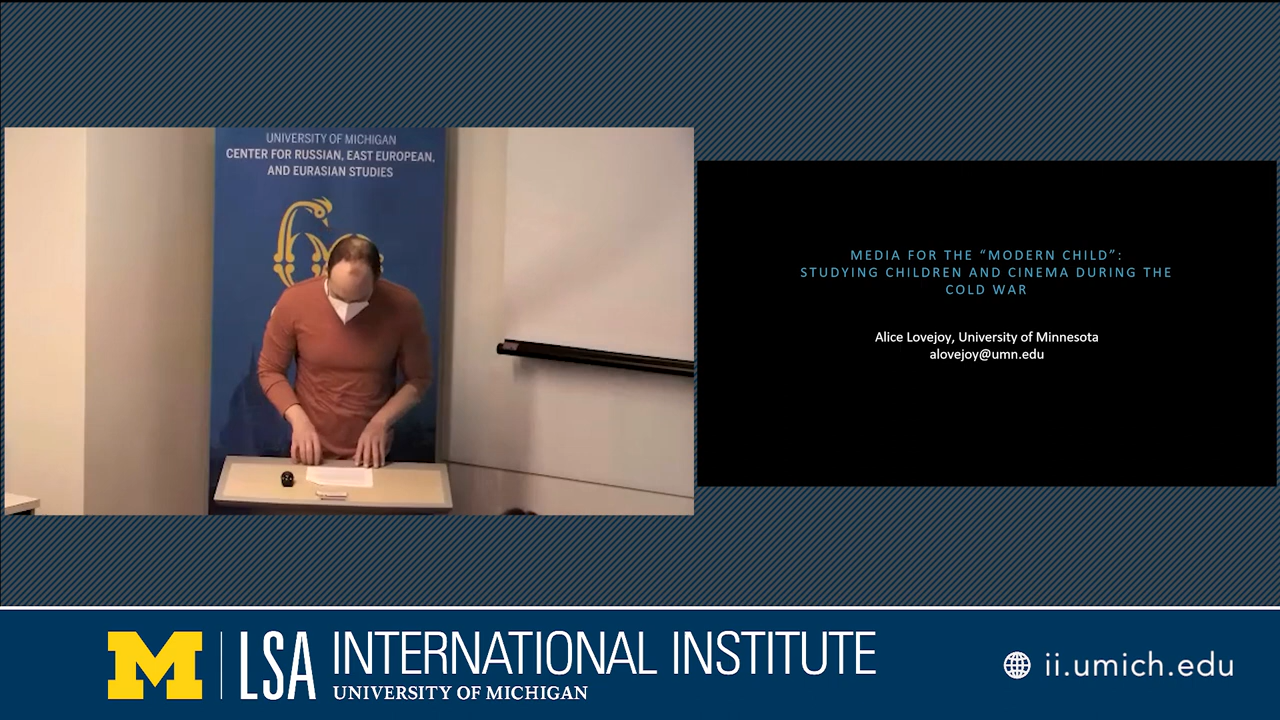 UNIVERSITY OF MICHIGAN
CENTER FOR RUSSIAN, EAST EUROPEAN,
AND EURASIAN STUDIES
MEDIA FOR THE “MODERN CHILD”:
STUDYING CHILDREN AND CINEMA DURING THE
COLD WAR
Alice Lovejoy, University of Minnesota
alovejoy@umn.edu
M
LSA
INTERNATIONAL INSTITUTE
UNIVERSITY OF MICHIGAN
ii.umich.edu